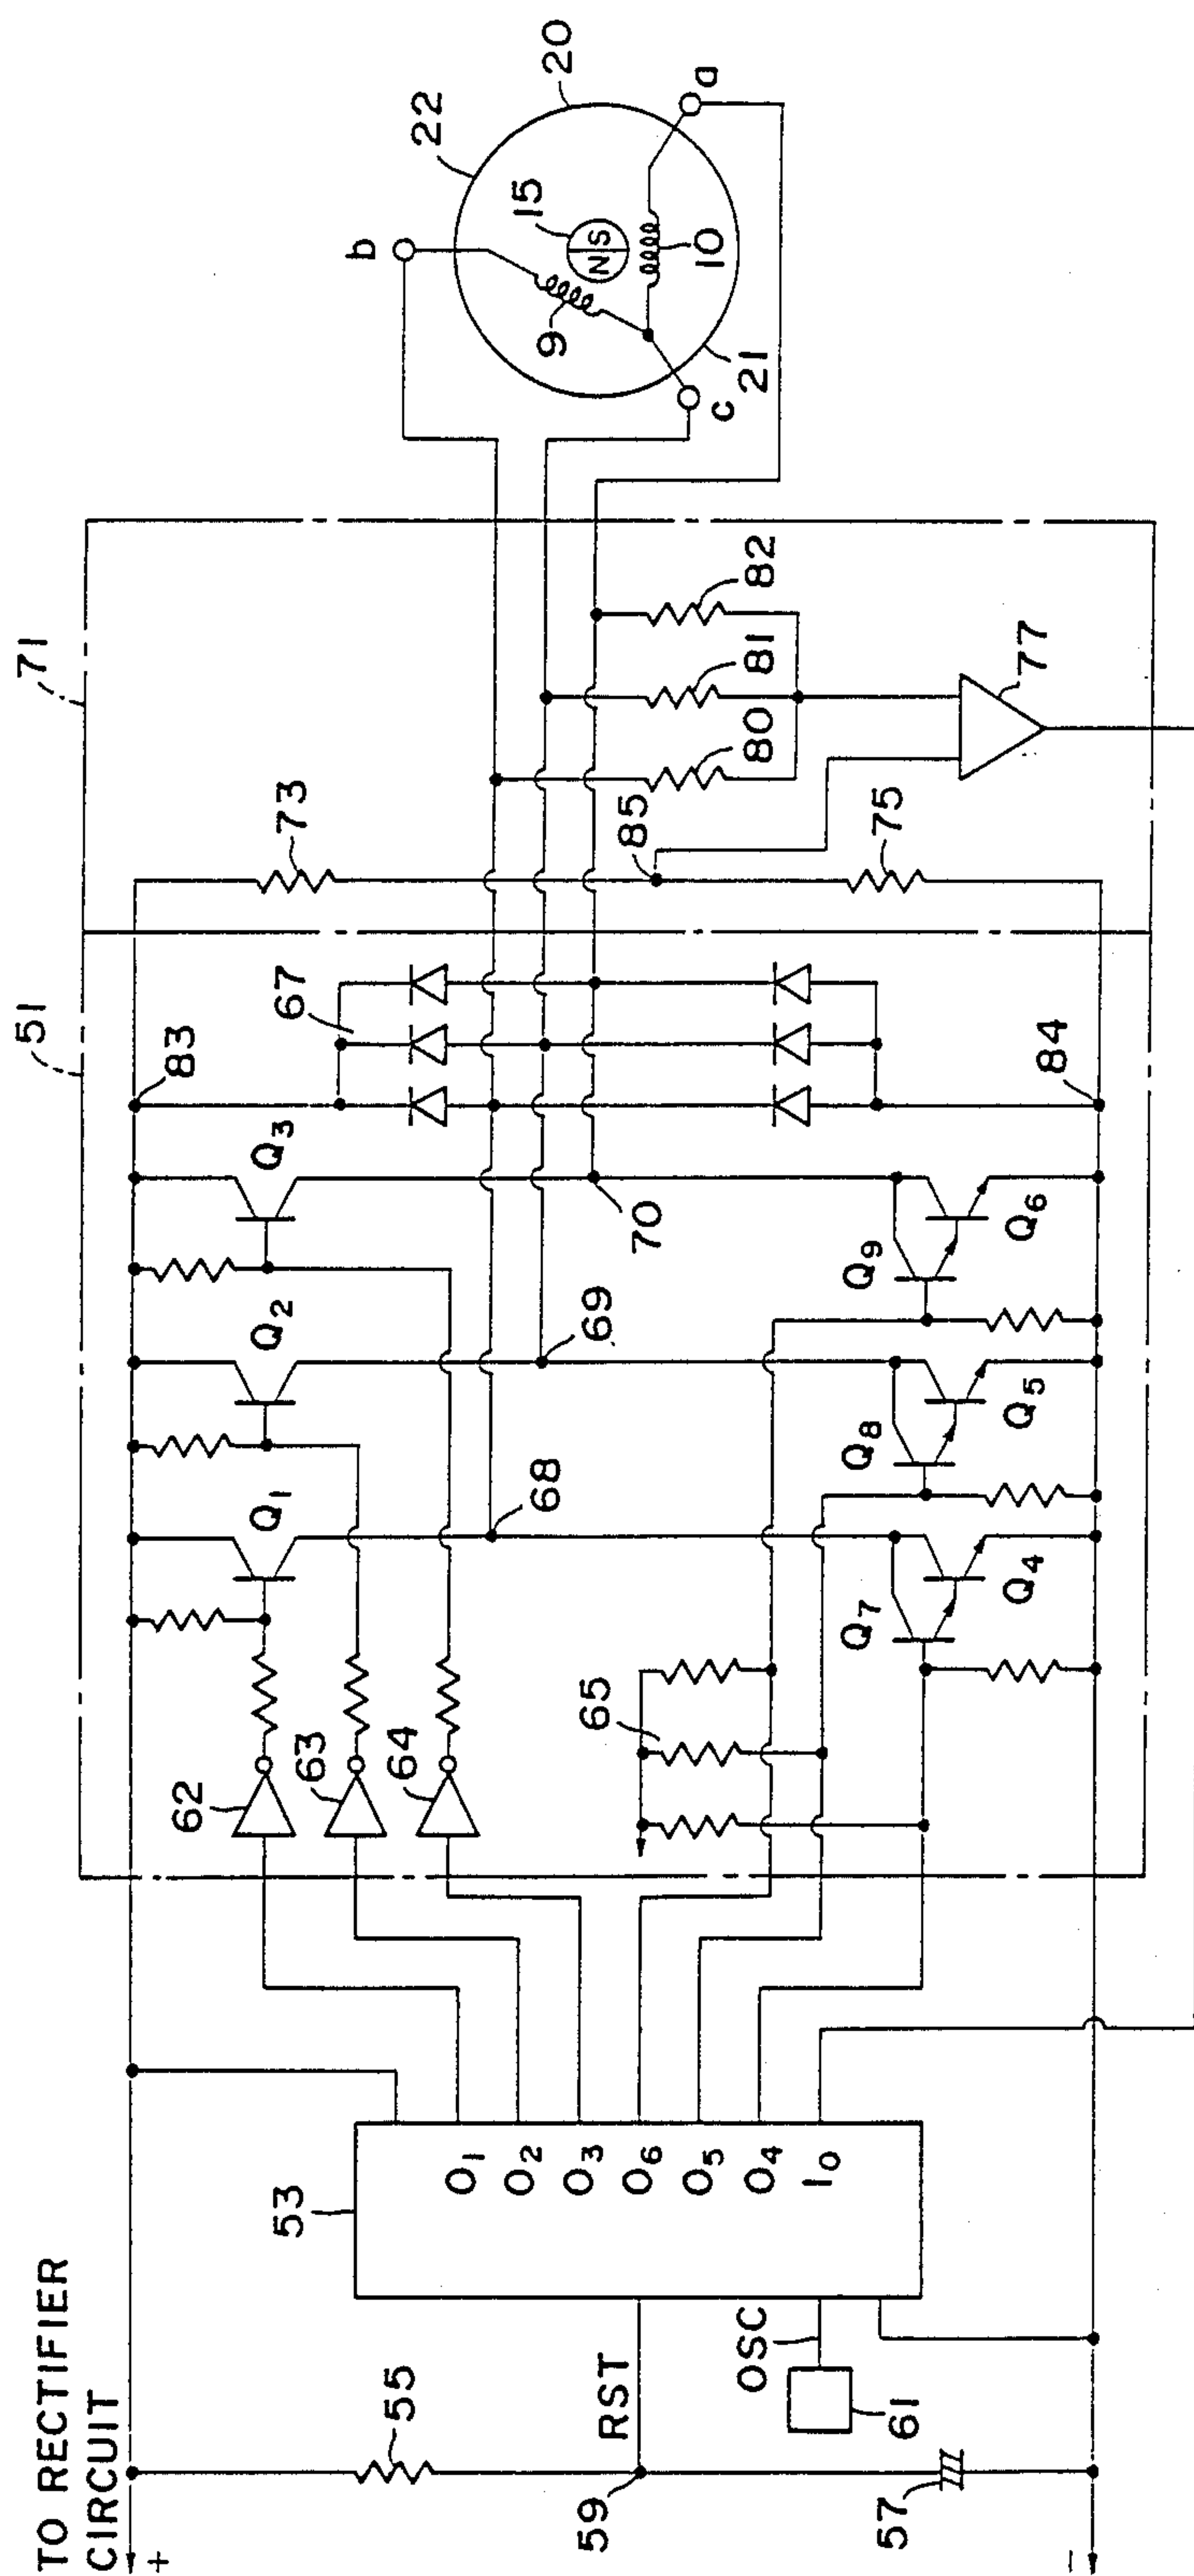 TO RECTIFIER
CIRCUIT
+
−
55
59
57
RST
OSC
61
53
O1
O2
O3
O6
O5
O4
I0
51
62
63
64
65
Q1
Q2
Q3
68
69
70
Q7
Q4
Q8
Q5
Q9
Q6
83
67
84
71
73
85
75
80
81
82
77
b
22
20
15
N S
9
10
a
21
c